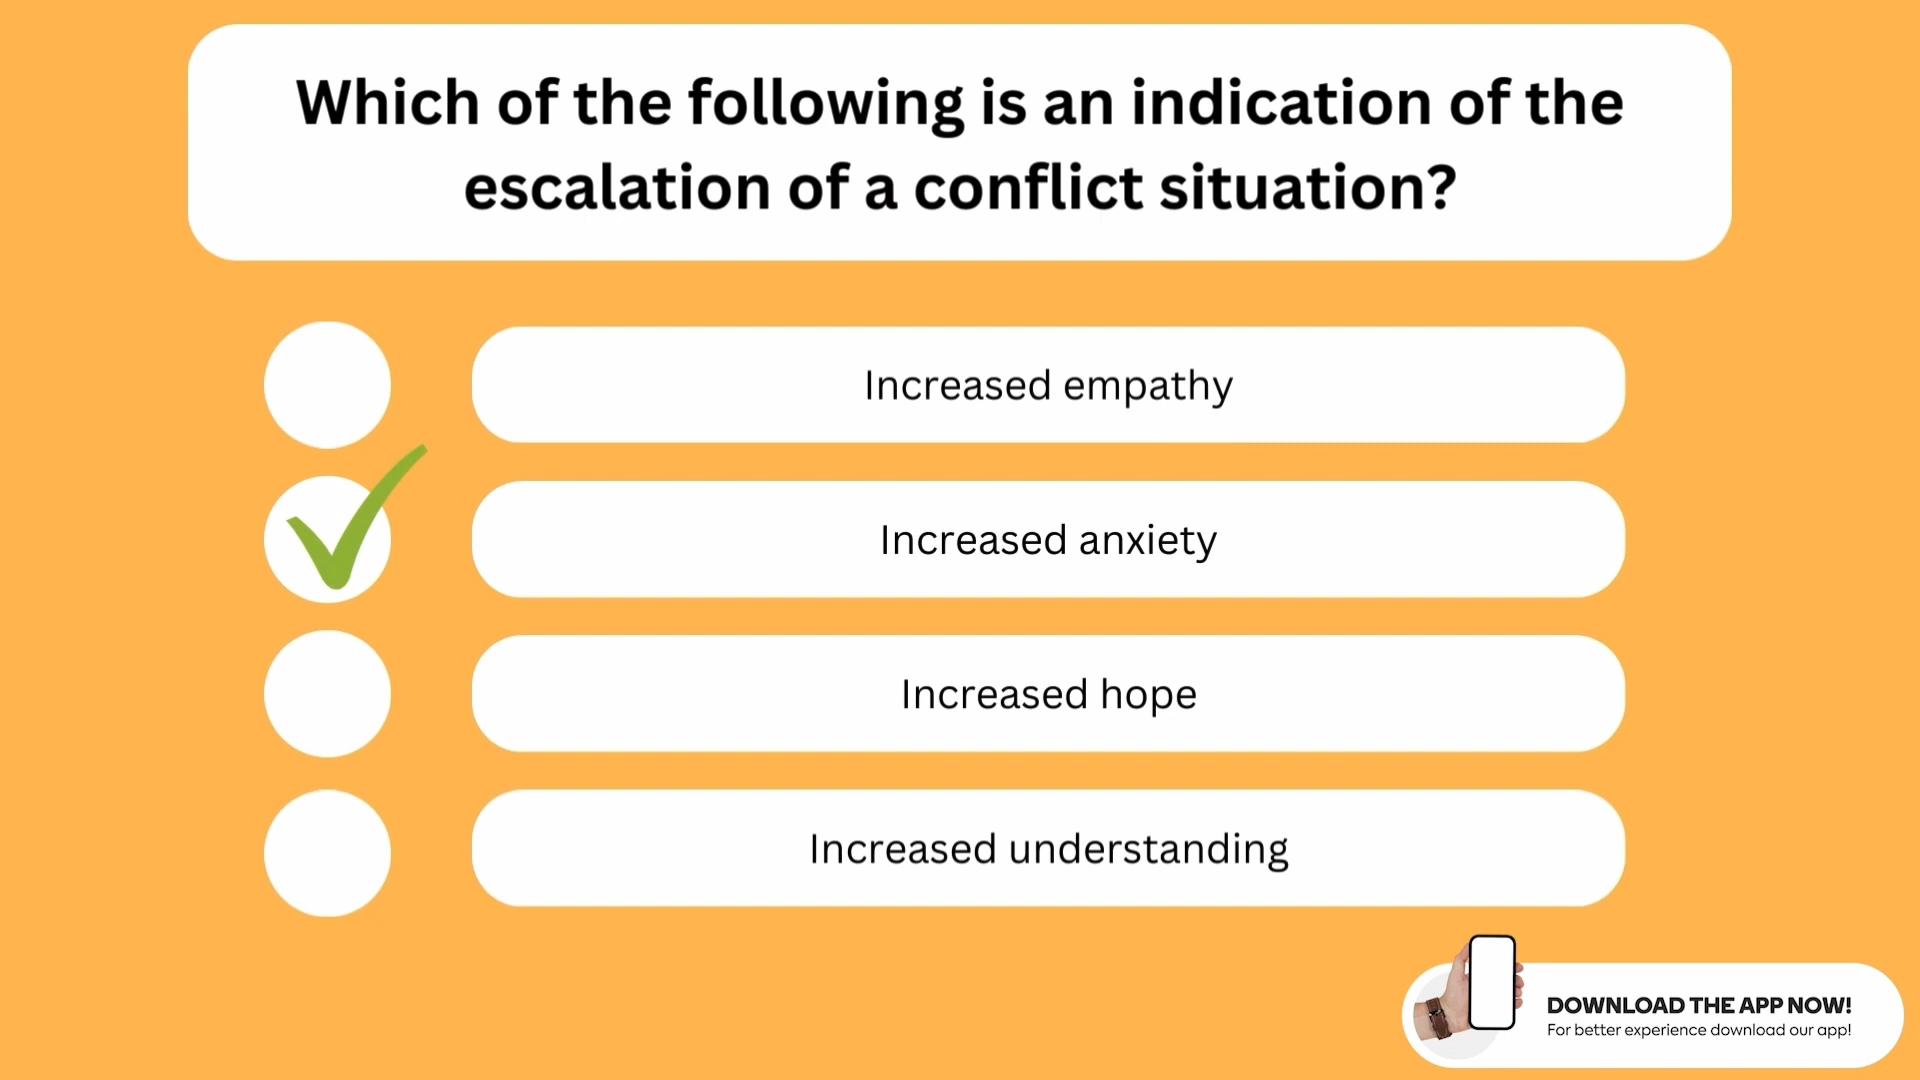 Which of the following is an indication of the
escalation of a conflict situation?
Increased empathy
Increased anxiety
Increased hope
Increased understanding
DOWNLOAD THE APP NOW!
For better experience download our app!